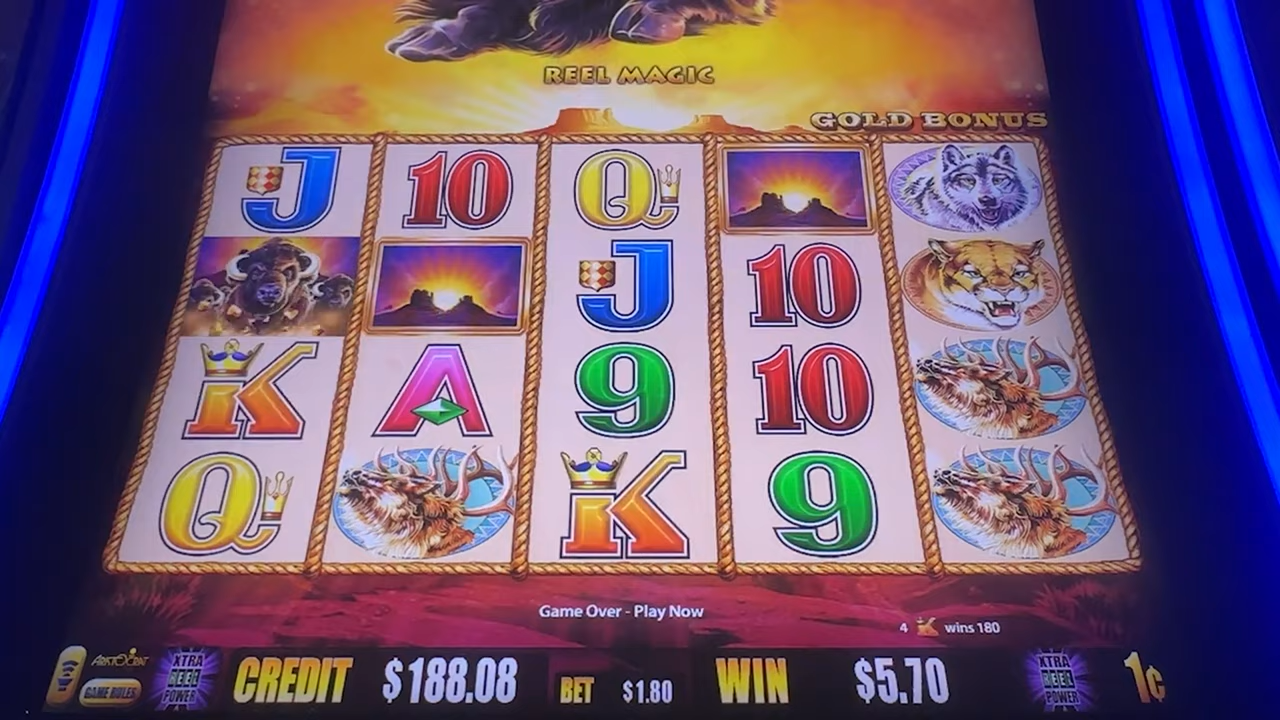 REEL MAGIC
GOLD BONUS
J 10 Q
J 10
K A 9 10
Q K 9
Game Over - Play Now
4 K wins 180
ARISTOCRAT
GAME RULES
XTRA
REEL
POWER
CREDIT $188.08
BET $1.80
WIN $5.70
XTRA
REEL
POWER
1¢